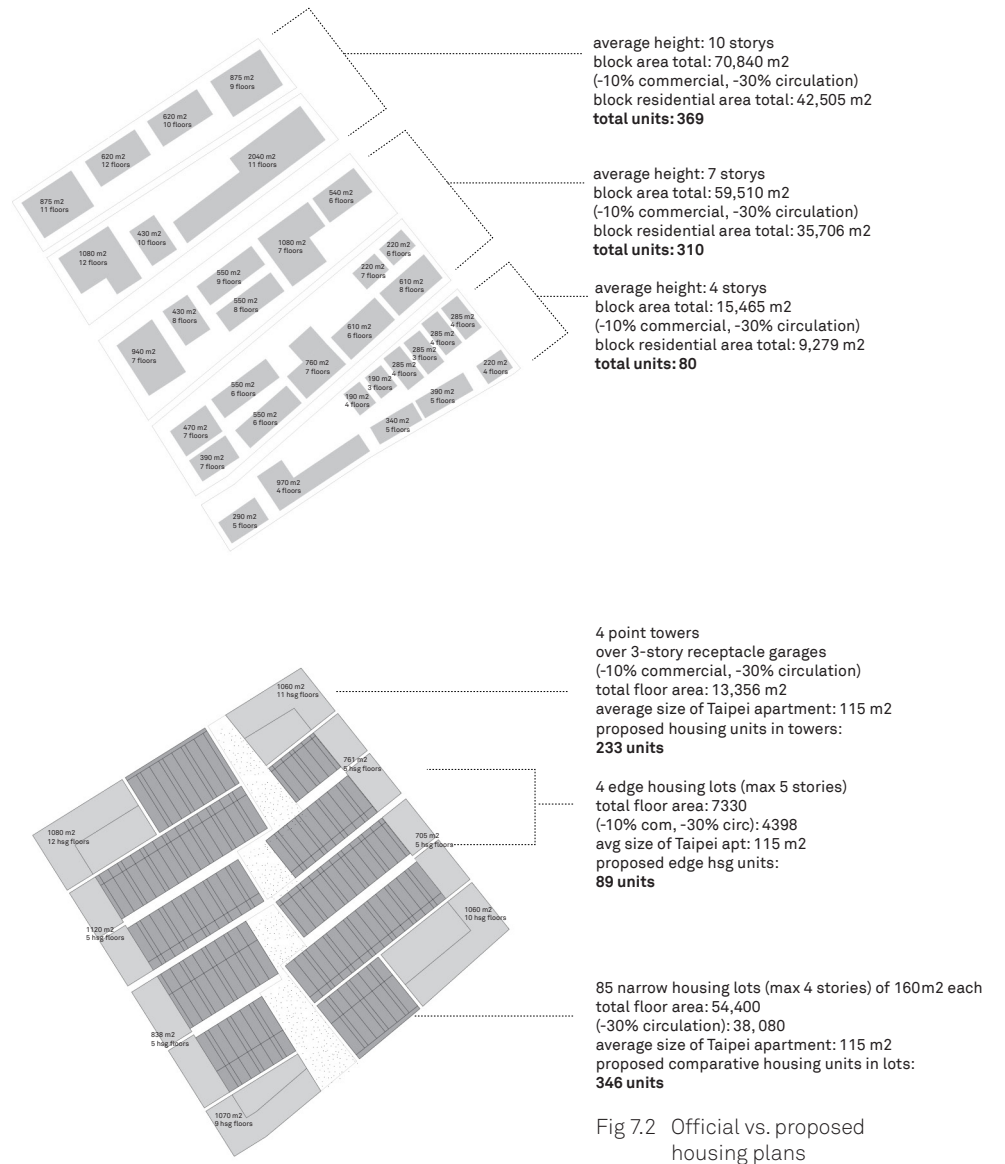 875 m2
9 floors
620 m2
10 floors
620 m2
12 floors
875 m2
11 floors
2040 m2
11 floors
430 m2
10 floors
1080 m2
12 floors
540 m2
6 floors
1080 m2
7 floors
550 m2
9 floors
550 m2
8 floors
430 m2
8 floors
940 m2
7 floors
220 m2
6 floors
220 m2
7 floors
610 m2
8 floors
610 m2
6 floors
760 m2
7 floors
550 m2
6 floors
550 m2
6 floors
470 m2
7 floors
390 m2
7 floors
285 m2
4 floors
285 m2
4 floors
285 m2
3 floors
285 m2
4 floors
190 m2
3 floors
190 m2
4 floors
220 m2
4 floors
390 m2
5 floors
340 m2
5 floors
970 m2
4 floors
290 m2
5 floors
average height: 10 storys
block area total: 70,840 m2
(-10% commercial, -30% circulation)
block residential area total: 42,505 m2
total units: 369
average height: 7 storys
block area total: 59,510 m2
(-10% commercial, -30% circulation)
block residential area total: 35,706 m2
total units: 310
average height: 4 storys
block area total: 15,465 m2
(-10% commercial, -30% circulation)
block residential area total: 9,279 m2
total units: 80
1060 m2
11 hsg floors
761 m2
5 hsg floors
1080 m2
12 hsg floors
705 m2
5 hsg floors
1060 m2
10 hsg floors
1120 m2
5 hsg floors
838 m2
5 hsg floors
1070 m2
9 hsg floors
4 point towers
over 3-story receptacle garages
(-10% commercial, -30% circulation)
total floor area: 13,356 m2
average size of Taipei apartment: 115 m2
proposed housing units in towers:
233 units
4 edge housing lots (max 5 stories)
total floor area: 7330
(-10% com, -30% circ): 4398
avg size of Taipei apt: 115 m2
proposed edge hsg units:
89 units
85 narrow housing lots (max 4 stories) of 160m2 each
total floor area: 54,400
(-30% circulation): 38, 080
average size of Taipei apartment: 115 m2
proposed comparative housing units in lots:
346 units
Fig 7.2 Official vs. proposed
housing plans